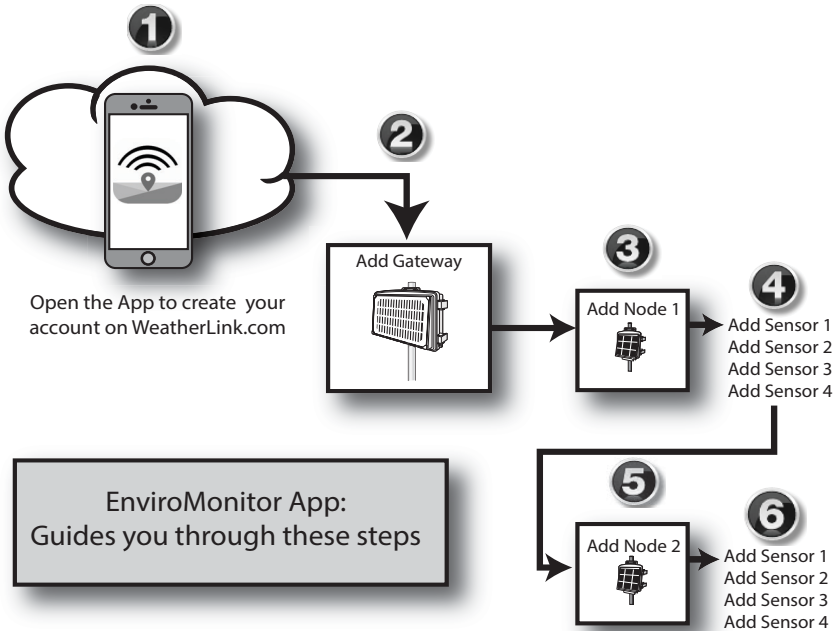 1
Open the App to create your
account on WeatherLink.com
2
Add Gateway
3
Add Node 1
4
Add Sensor 1
Add Sensor 2
Add Sensor 3
Add Sensor 4
EnviroMonitor App:
Guides you through these steps
5
Add Node 2
6
Add Sensor 1
Add Sensor 2
Add Sensor 3
Add Sensor 4